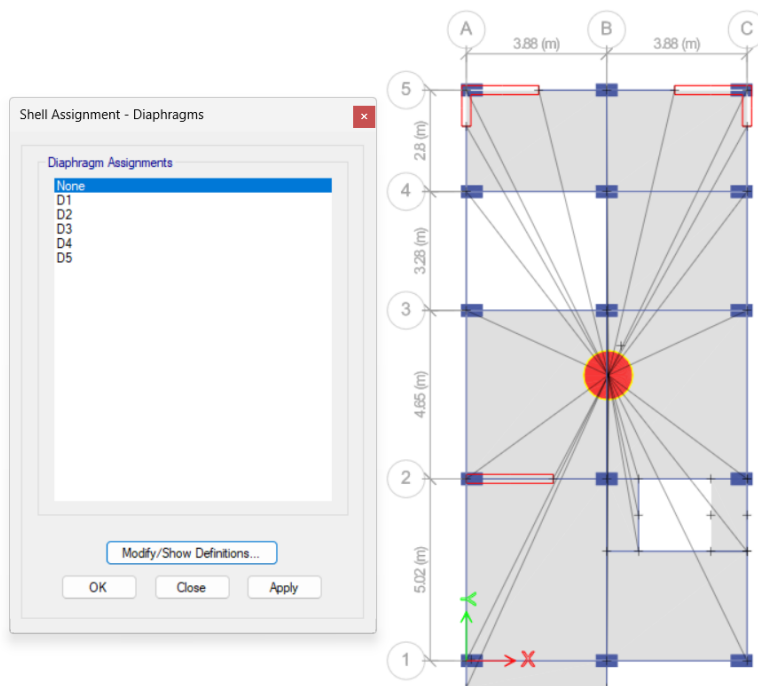 Shell Assignment - Diaphragms
×
Diaphragm Assignments
None
D1
D2
D3
D4
D5
Modify/Show Definitions...
OK Close Apply
A B C
3.88 (m) 3.88 (m)
5
2.8 (m)
4
3.28 (m)
3
4.65 (m)
2
5.02 (m)
1
Y
X